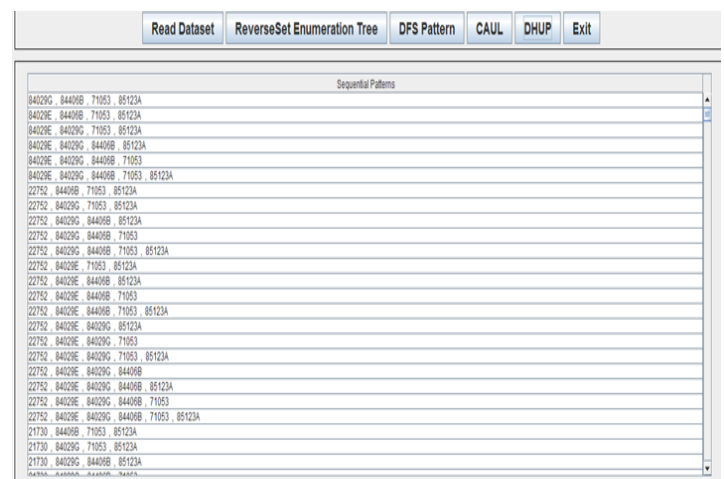 Read Dataset ReverseSet Enumeration Tree DFS Pattern CAUL DHUP Exit
Sequential Patterns
84029G , 84406B , 71053 , 85123A
84029E , 84406B , 71053 , 85123A
84029E , 84029G , 71053 , 85123A
84029E , 84029G , 84406B , 85123A
84029E , 84029G , 84406B , 71053
84029E , 84029G , 84406B , 71053 , 85123A
22752 , 84406B , 71053 , 85123A
22752 , 84029G , 71053 , 85123A
22752 , 84029G , 84406B , 85123A
22752 , 84029G , 84406B , 71053
22752 , 84029G , 84406B , 71053 , 85123A
22752 , 84029E , 71053 , 85123A
22752 , 84029E , 84406B , 85123A
22752 , 84029E , 84406B , 71053
22752 , 84029E , 84406B , 71053 , 85123A
22752 , 84029E , 84029G , 85123A
22752 , 84029E , 84029G , 71053
22752 , 84029E , 84029G , 71053 , 85123A
22752 , 84029E , 84029G , 84406B
22752 , 84029E , 84029G , 84406B , 85123A
22752 , 84029E , 84029G , 84406B , 71053
22752 , 84029E , 84029G , 84406B , 71053 , 85123A
21730 , 84406B , 71053 , 85123A
21730 , 84029G , 71053 , 85123A
21730 , 84029G , 84406B , 85123A